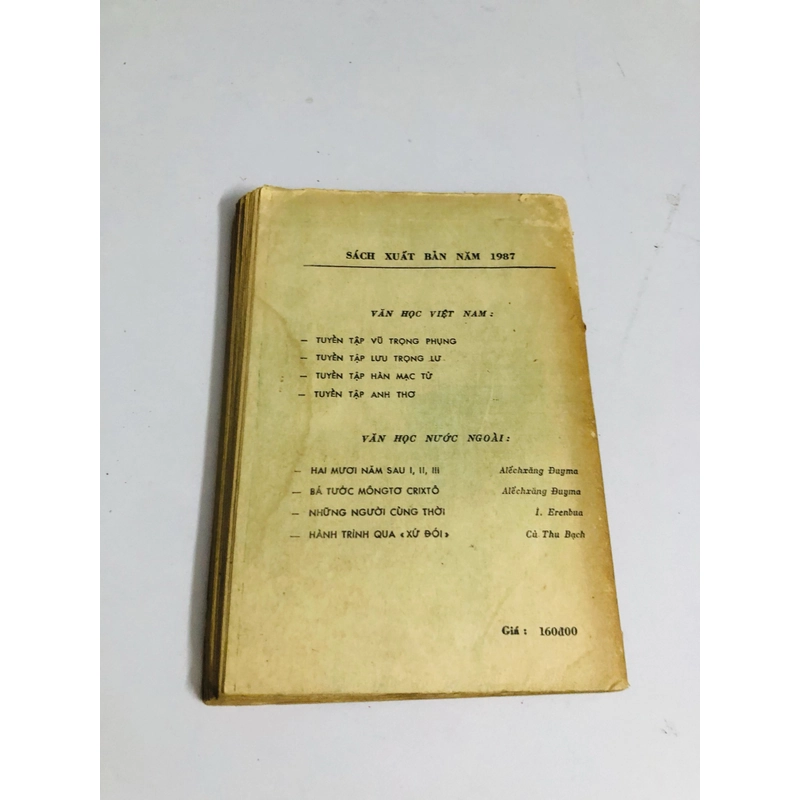 SÁCH XUẤT BẢN NĂM 1987
VĂN HỌC VIỆT NAM :
— TUYỂN TẬP VŨ TRỌNG PHỤNG
— TUYỂN TẬP LƯU TRỌNG LƯ
— TUYỂN TẬP HÀN MẠC TỬ
— TUYỂN TẬP ANH THƠ
VĂN HỌC NƯỚC NGOÀI :
— HAI MƯƠI NĂM SAU I, II, III Alếchxăng Đuyma
— BÁ TƯỚC MÔNGTƠ CRIXTÔ Alếchxăng Đuyma
— NHỮNG NGƯỜI CÙNG THỜI I. Erenbua
— HÀNH TRÌNH QUA «XỨ ĐÓI» Cả Thu Bạch
Giá : 160đ00